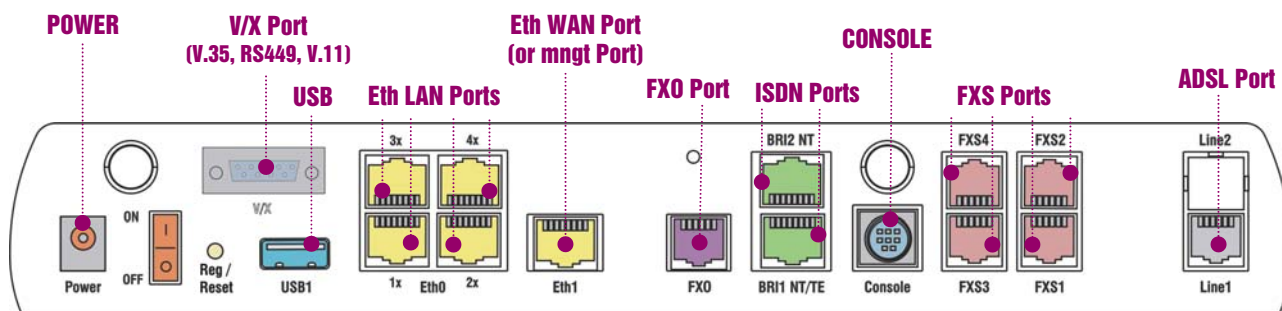 POWER
V/X Port
(V.35, RS449, V.11)
USB
Eth LAN Ports
Eth WAN Port
(or mngt Port)
FXO Port
ISDN Ports
CONSOLE
FXS Ports
ADSL Port
3x
4x
BRI2 NT
FXS4
FXS2
Line2
V/X
ON
I
O
OFF
Reg /
Reset
Power
USB1
1x
Eth0
2x
Eth1
FXO
BRI1 NT/TE
Console
FXS3
FXS1
Line1